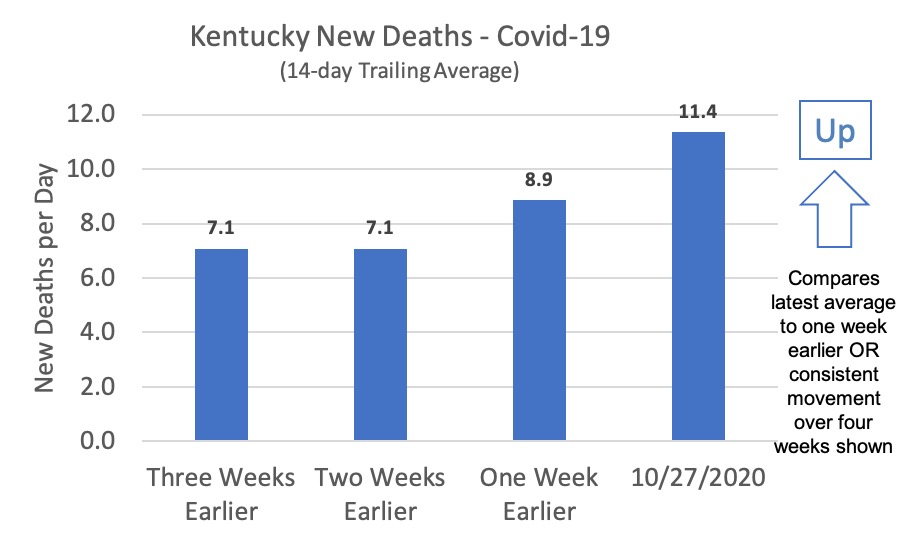 Kentucky New Deaths - Covid-19
(14-day Trailing Average)
New Deaths per Day
12.0
10.0
8.0
6.0
4.0
2.0
0.0
7.1
7.1
8.9
11.4
Three Weeks
Earlier
Two Weeks
Earlier
One Week
Earlier
10/27/2020
Up
Compares
latest average
to one week
earlier OR
consistent
movement
over four
weeks shown